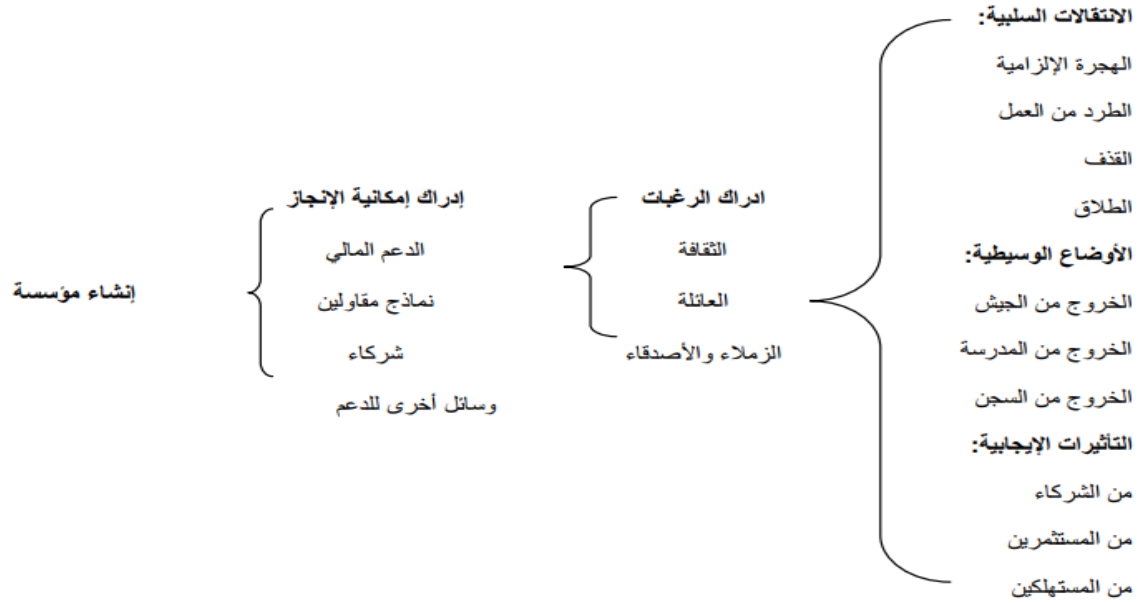 الانتقالات السلبية:
الهجرة الإلزامية
الطرد من العمل
القذف
الطلاق
الأوضاع الوسيطية:
الخروج من الجيش
الخروج من المدرسة
الخروج من السجن
التأثيرات الإيجابية:
من الشركاء
من المستثمرين
من المستهلكين
ادراك الرغبات
الثقافة
العائلة
الزملاء والأصدقاء
إدراك إمكانية الإنجاز
الدعم المالي
نماذج مقاولين
شركاء
وسائل أخرى للدعم
إنشاء مؤسسة